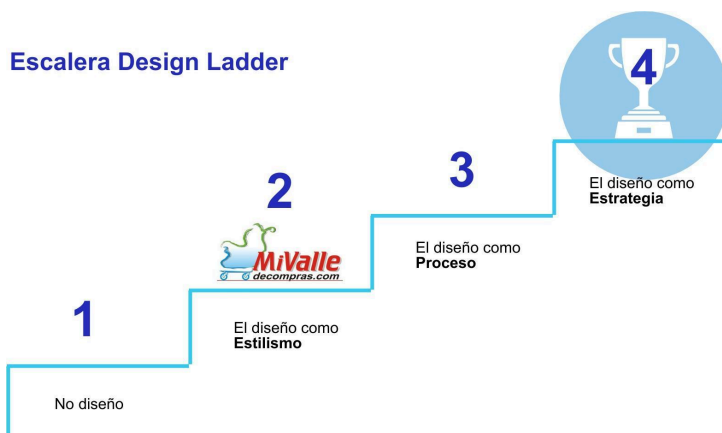 Escalera Design Ladder
4
El diseño como
Estrategia
3
El diseño como
Proceso
2
MiValle
decompras.com
El diseño como
Estilismo
1
No diseño